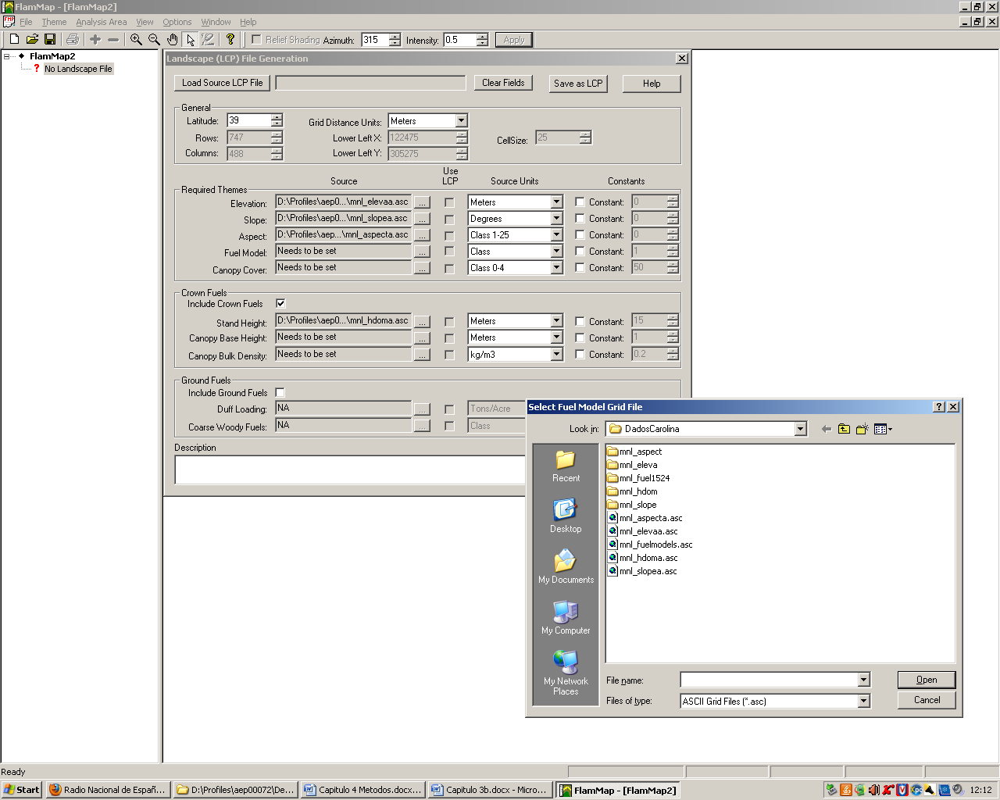 FlamMap - [FlamMap2]
File Theme Analysis Area View Options Window Help
Relief Shading Azimuth: 315 Intensity: 0.5 Apply
FlamMap2
? No Landscape File
Landscape (LCP) File Generation
Load Source LCP File Clear Fields Save as LCP Help
General
Latitude: 39 Grid Distance Units: Meters
Rows: 747 Lower Left X: 122475 CellSize: 25
Columns: 488 Lower Left Y: 305275
Source Use LCP Source Units Constants
Required Themes
Elevation: D:\Profiles\aep0...\mnl_elevaa.asc ... Meters Constant: 0
Slope: D:\Profiles\aep0...\mnl_slopea.asc ... Degrees Constant: 0
Aspect: D:\Profiles\aep...\mnl_aspecta.asc ... Class 1-25 Constant: 0
Fuel Model: Needs to be set ... Class Constant: 1
Canopy Cover: Needs to be set ... Class 0-4 Constant: 50
Crown Fuels
Include Crown Fuels
Stand Height: D:\Profiles\aep0...\mnl_hdoma.asc ... Meters Constant: 15
Canopy Base Height: Needs to be set ... Meters Constant: 1
Canopy Bulk Density: Needs to be set ... kg/m3 Constant: 0.2
Ground Fuels
Include Ground Fuels
Duff Loading: NA ... Tons/Acre
Coarse Woody Fuels: NA ... Class
Description
Select Fuel Model Grid File
Look in: DadosCarolina
Recent
Desktop
My Documents
My Computer
My Network Places
mnl_aspect
mnl_eleva
mnl_fuel1524
mnl_hdom
mnl_slope
mnl_aspecta.asc
mnl_elevaa.asc
mnl_fuelmodels.asc
mnl_hdoma.asc
mnl_slopea.asc
File name: Open
Files of type: ASCII Grid Files (*.asc) Cancel
Ready
Start Radio Nacional de Españ... D:\Profiles\aep00072\De... Capitulo 4 Metodos.docx... Capitulo 3b.docx - Micro... FlamMap - [FlamMap2] 12:12